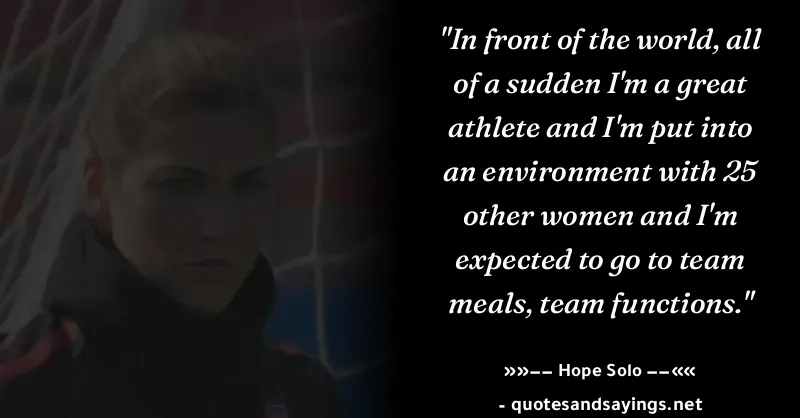 "In front of the world, all
of a sudden I'm a great
athlete and I'm put into
an environment with 25
other women and I'm
expected to go to team
meals, team functions."
»»–– Hope Solo ––««
- quotesandsayings.net